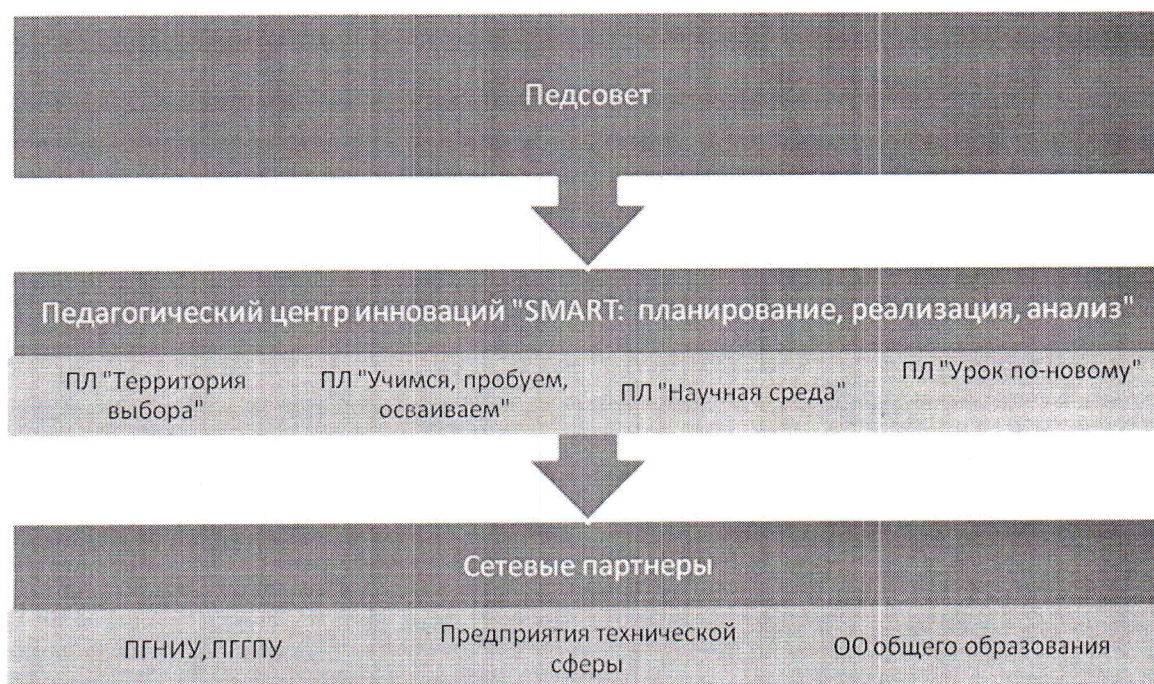 Педсовет
Педагогический центр инноваций "SMART: планирование, реализация, анализ"
ПЛ "Территория
выбора"
ПЛ "Учимся, пробуем,
осваиваем"
ПЛ "Научная среда"
ПЛ "Урок по-новому"
Сетевые партнеры
ПГНИУ, ПГГПУ
Предприятия технической
сферы
ОО общего образования